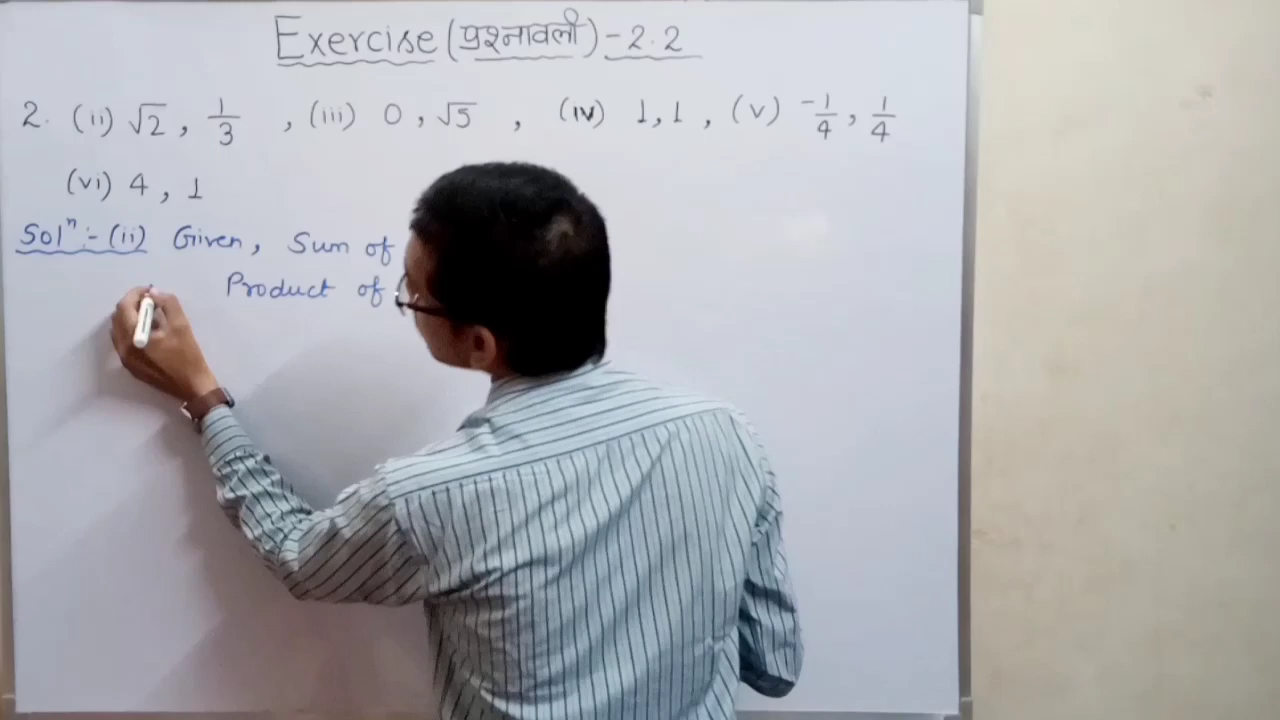 Exercise (प्रश्नावली) - 2.2
2. (ii) √2, 1/3, (iii) 0, √5, (iv) 1, 1, (v) -1/4, 1/4
(vi) 4, 1
Solⁿ:- (ii) Given, Sum of
Product of